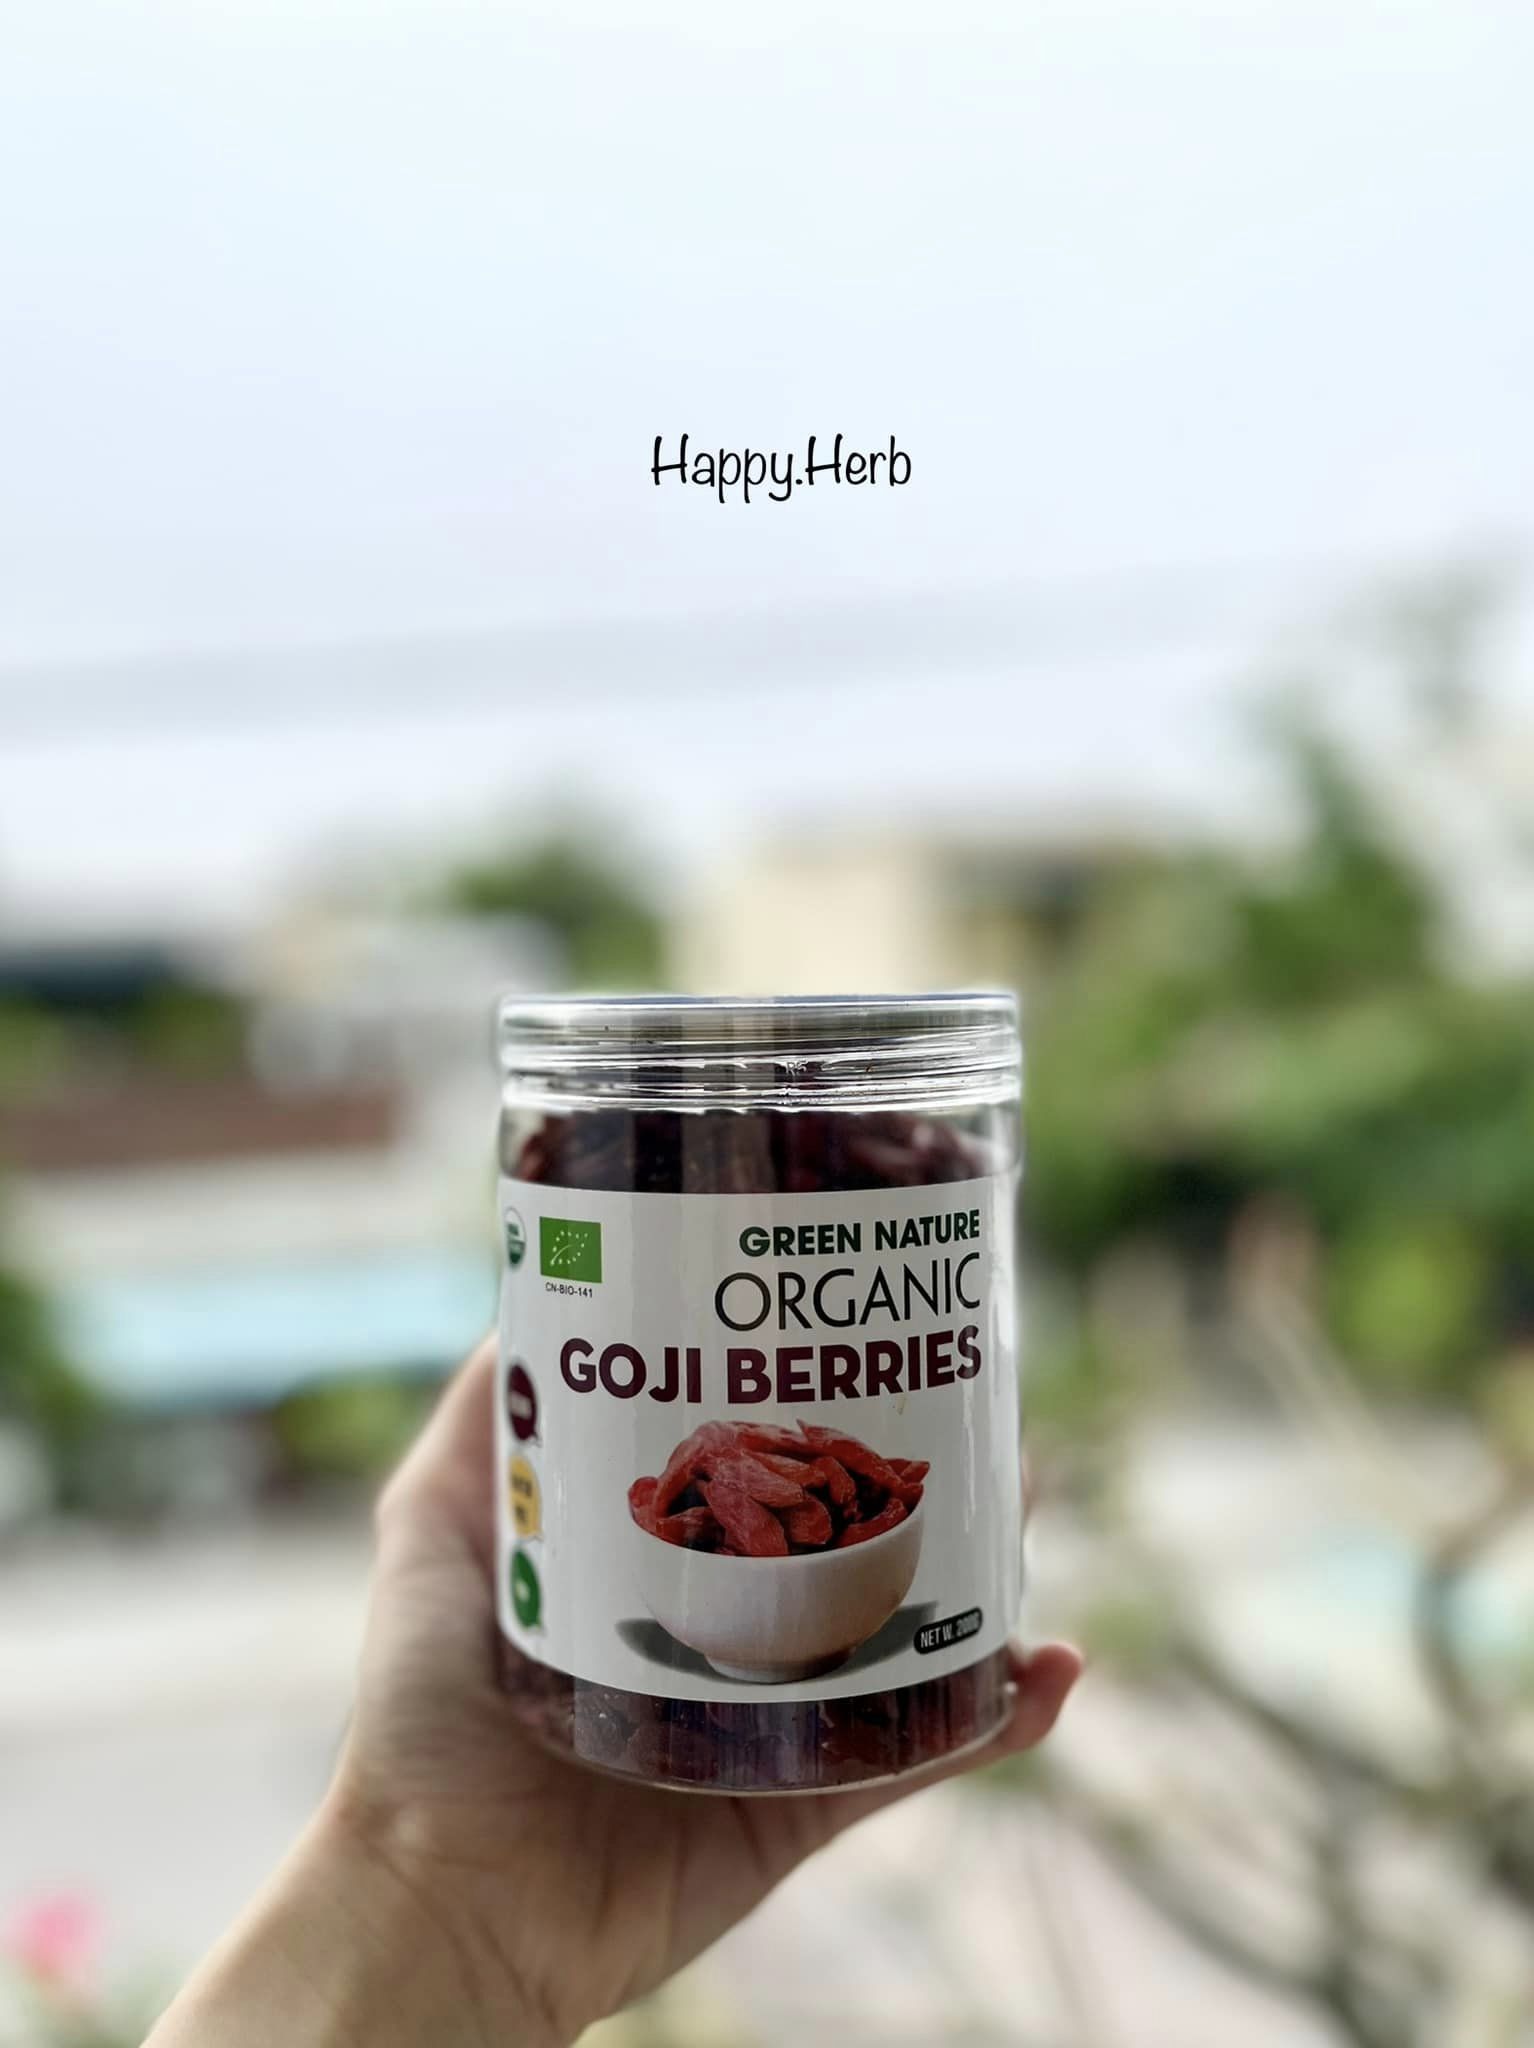 Happy.Herb
GREEN NATURE
ORGANIC
GOJI BERRIES
CN-BIO-141
NET W. 200G